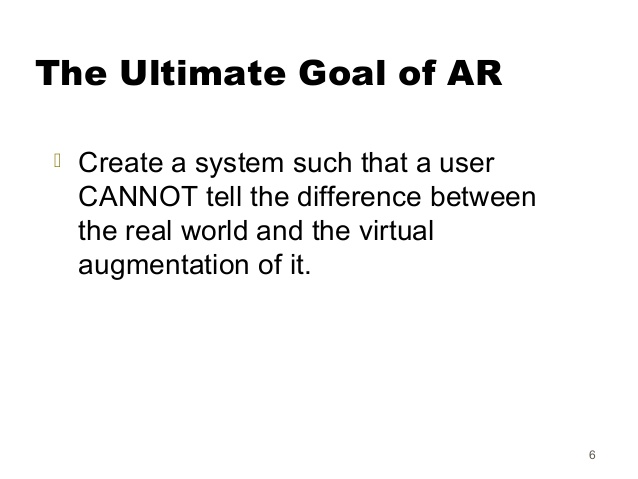 The Ultimate Goal of AR
Create a system such that a user
CANNOT tell the difference between
the real world and the virtual
augmentation of it.
6